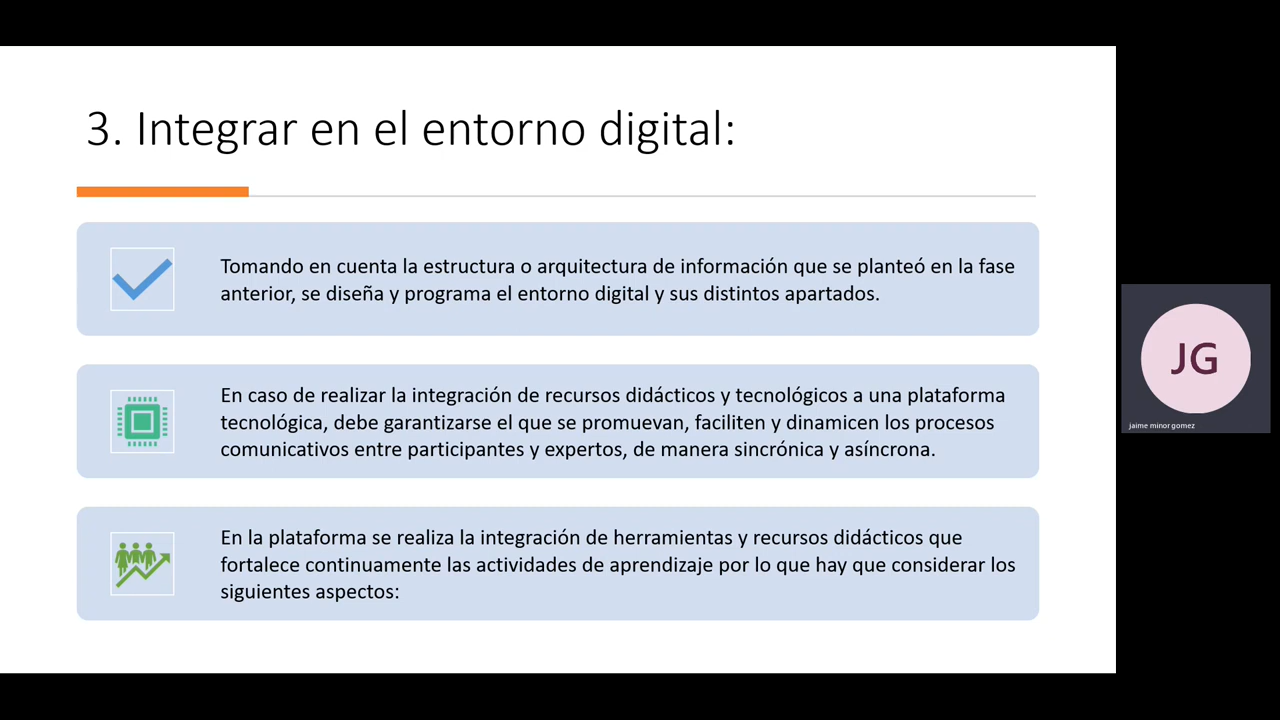 3. Integrar en el entorno digital:
Tomando en cuenta la estructura o arquitectura de información que se planteó en la fase
anterior, se diseña y programa el entorno digital y sus distintos apartados.
En caso de realizar la integración de recursos didácticos y tecnológicos a una plataforma
tecnológica, debe garantizarse el que se promuevan, faciliten y dinamicen los procesos
comunicativos entre participantes y expertos, de manera sincrónica y asíncrona.
En la plataforma se realiza la integración de herramientas y recursos didácticos que
fortalece continuamente las actividades de aprendizaje por lo que hay que considerar los
siguientes aspectos:
JG
jaime minor gomez